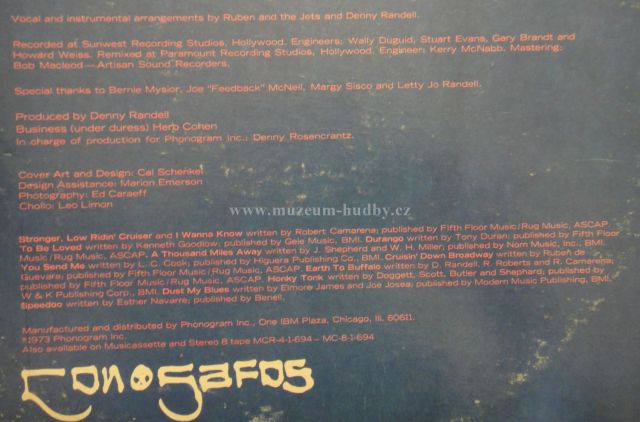 Vocal and instrumental arrangements by Ruben and the Jets and Denny Randell.
Recorded at Sunwest Recording Studios, Hollywood. Engineers: Wally Duguid, Stuart Evans, Gary Brandt and
Howard Weiss. Remixed at Paramount Recording Studios, Hollywood, Engineer: Kerry McNabb. Mastering:
Bob Macleod—Artisan Sound Recorders.
Special thanks to Bernie Mysior, Joe "Feedback" McNeil, Margy Sisco and Letty Jo Randell.
Produced by Denny Randell
Business (under duress) Herb Cohen
In charge of production for Phonogram Inc.: Denny Rosencrantz.
Cover Art and Design: Cal Schenkel
Design Assistance: Marion Emerson
Photography: Ed Caraeff
Chollo: Leo Limon
www.muzeum-hudby.cz
Stronger, Low Ridin' Cruiser and I Wanna Know written by Robert Camarena; published by Fifth Floor Music/Rug Music, ASCAP.
To Be Loved written by Kenneth Goodlow; published by Gele Music, BMI. Durango written by Tony Duran; published by Fifth Floor
Music/Rug Music, ASCAP. A Thousand Miles Away written by J. Shepherd and W. H. Miller; published by Nom Music, Inc., BMI.
You Send Me written by L. C. Cook; published by Higuera Publishing Co., BMI. Cruisin' Down Broadway written by Ruben de
Guevara; published by Fifth Floor Music/Rug Music, ASCAP. Earth To Buffalo written by D. Randell, R. Roberts and R. Camarena;
published by Fifth Floor Music/Rug Music, ASCAP. Honky Tonk written by Doggett, Scott, Butler and Shephard; published by
W & K Publishing Corp., BMI. Dust My Blues written by Elmore James and Joe Josea; published by Modern Music Publishing, BMI.
Speedoo written by Esther Navarre; published by Benell.
Manufactured and distributed by Phonogram Inc., One IBM Plaza, Chicago, Ill. 60611.
℗1973 Phonogram Inc.
Also available on Musicassette and Stereo 8 tape MCR-4-1-694 – MC-8-1-694
Con Safos